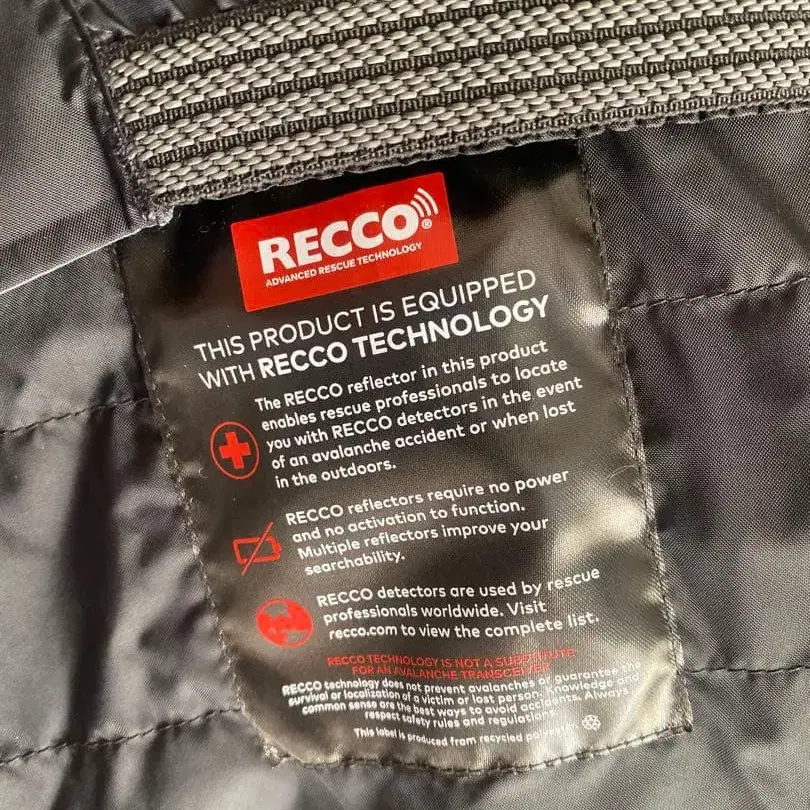 RECCO®
ADVANCED RESCUE TECHNOLOGY
THIS PRODUCT IS EQUIPPED
WITH RECCO TECHNOLOGY
The RECCO reflector in this product
enables rescue professionals to locate
you with RECCO detectors in the event
of an avalanche accident or when lost
in the outdoors.
RECCO reflectors require no power
and no activation to function.
Multiple reflectors improve your
searchability.
RECCO detectors are used by rescue
professionals worldwide. Visit
recco.com to view the complete list.
RECCO TECHNOLOGY IS NOT A SUBSTITUTE
FOR AN AVALANCHE TRANSCEIVER
RECCO technology does not prevent avalanches or guarantee the
survival or localization of a victim or lost person. Knowledge and
common sense are the best ways to avoid accidents. Always
respect safety rules and regulations.
This label is produced from recycled polyester.